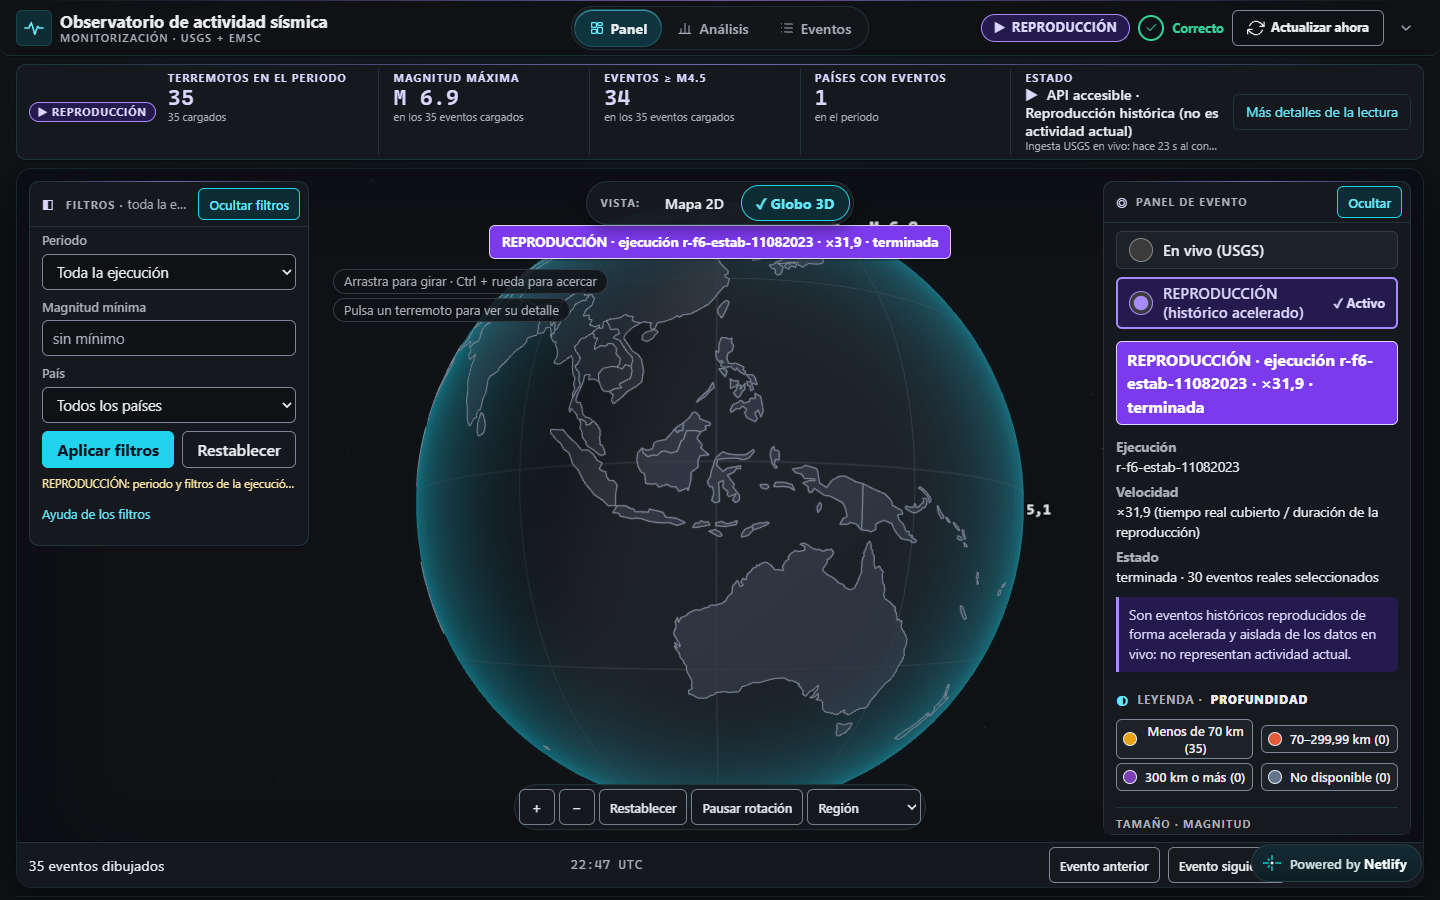 Observatorio de actividad sísmica
MONITORIZACIÓN · USGS + EMSC
Panel
Análisis
Eventos
▶ REPRODUCCIÓN
Correcto
Actualizar ahora
▶ REPRODUCCIÓN
TERREMOTOS EN EL PERIODO
35
35 cargados
MAGNITUD MÁXIMA
M 6.9
en los 35 eventos cargados
EVENTOS ≥ M4.5
34
en los 35 eventos cargados
PAÍSES CON EVENTOS
1
en el periodo
ESTADO
▶ API accesible ·
Reproducción histórica (no es
actividad actual)
Ingesta USGS en vivo: hace 23 s al con...
Más detalles de la lectura
FILTROS · toda la e...
Ocultar filtros
Periodo
Toda la ejecución
Magnitud mínima
sin mínimo
País
Todos los países
Aplicar filtros
Restablecer
REPRODUCCIÓN: periodo y filtros de la ejecució...
Ayuda de los filtros
VISTA:
Mapa 2D
✓ Globo 3D
REPRODUCCIÓN · ejecución r-f6-estab-11082023 · ×31,9 · terminada
Arrastra para girar · Ctrl + rueda para acercar
Pulsa un terremoto para ver su detalle
5,1
+
−
Restablecer
Pausar rotación
Región
PANEL DE EVENTO
Ocultar
En vivo (USGS)
REPRODUCCIÓN
(histórico acelerado)
✓ Activo
REPRODUCCIÓN · ejecución r-f6-
estab-11082023 · ×31,9 ·
terminada
Ejecución
r-f6-estab-11082023
Velocidad
×31,9 (tiempo real cubierto / duración de la
reproducción)
Estado
terminada · 30 eventos reales seleccionados
Son eventos históricos reproducidos de
forma acelerada y aislada de los datos en
vivo: no representan actividad actual.
LEYENDA · PROFUNDIDAD
Menos de 70 km
(35)
70–299,99 km (0)
300 km o más (0)
No disponible (0)
TAMAÑO · MAGNITUD
35 eventos dibujados
22:47 UTC
Evento anterior
Evento
Powered by Netlify